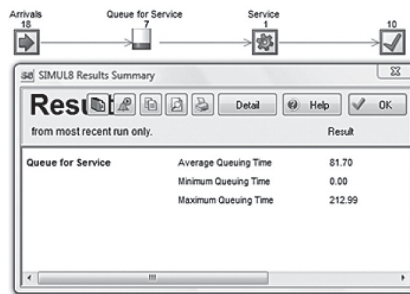 Arrivals Queue for Service Service
18 7 1 10
SIMUL8 Results Summary
Detail Help OK
from most recent run only. Result
Queue for Service Average Queuing Time 81.70
Minimum Queuing Time 0.00
Maximum Queuing Time 212.99